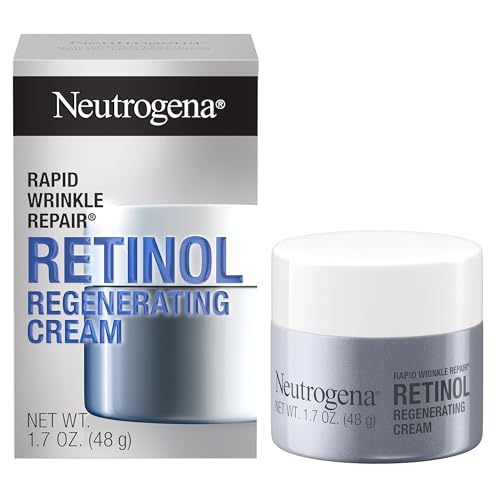 Neutrogena®
RAPID
WRINKLE
REPAIR®
RETINOL
REGENERATING
CREAM
NET WT.
1.7 OZ. (48 g)
RAPID WRINKLE REPAIR®
Neutrogena®
RETINOL
NET WT. 1.7 OZ. (48 g)
REGENERATING
CREAM